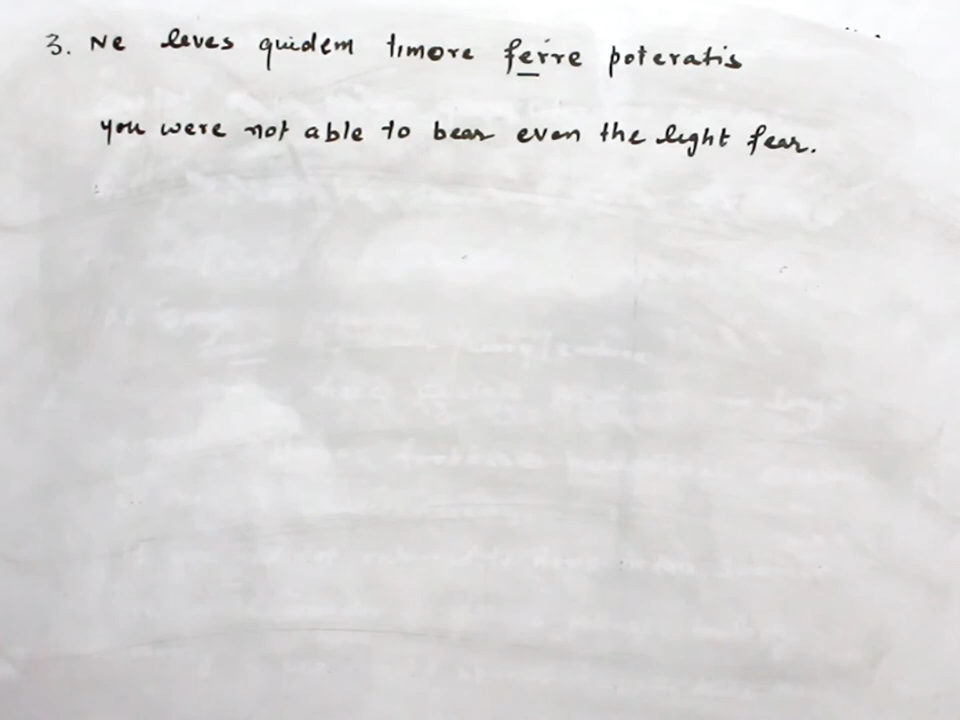 3. Ne leves quidem timore ferre poteratis
you were not able to bear even the light fear.